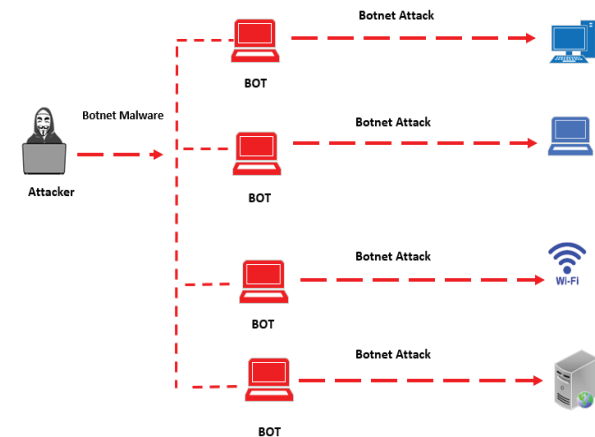 Botnet Attack
BOT
Botnet Malware
Attacker
Botnet Attack
BOT
Botnet Attack
Wi-Fi
BOT
Botnet Attack
BOT